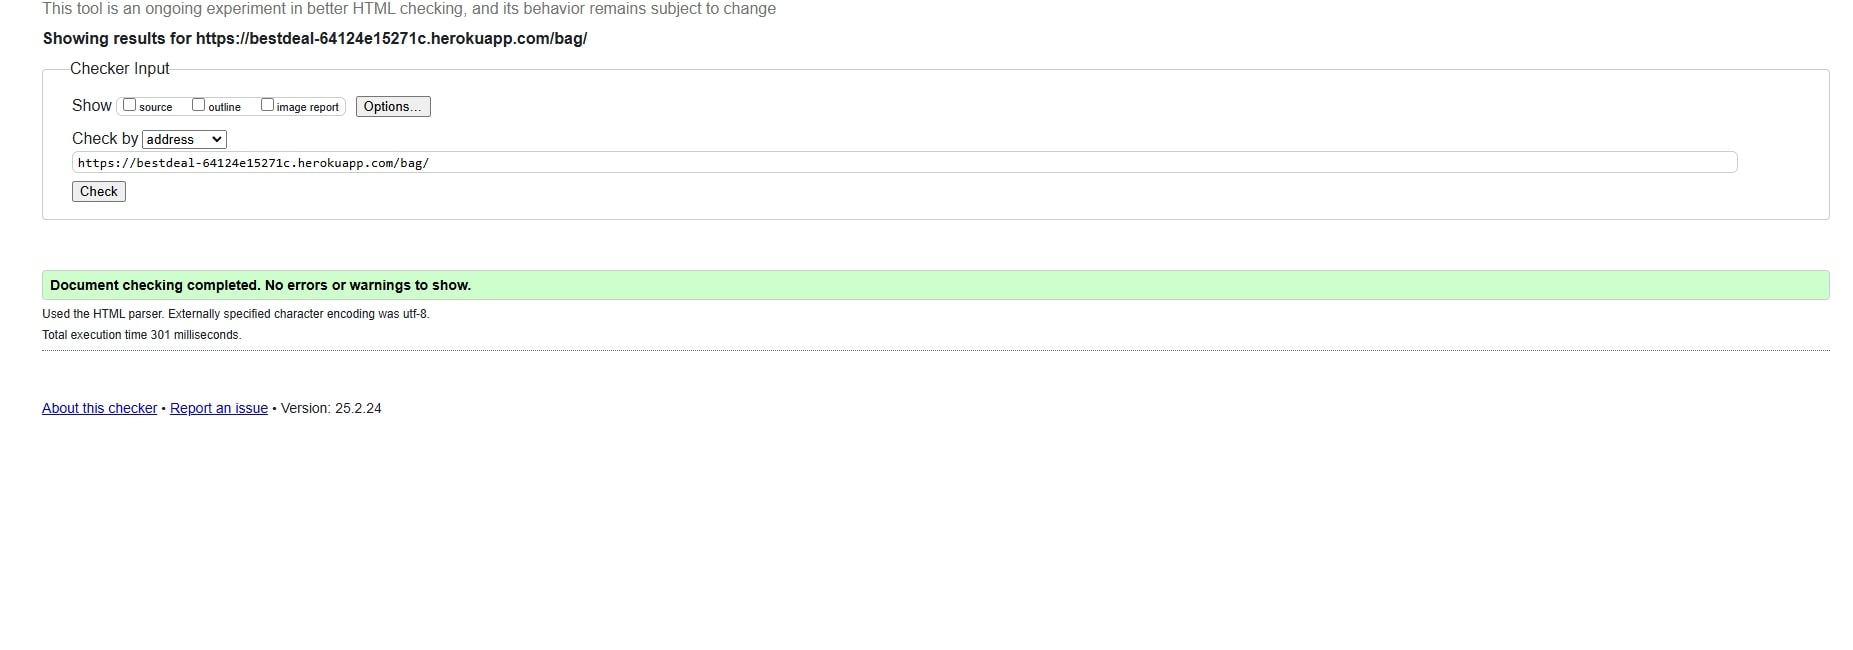 This tool is an ongoing experiment in better HTML checking, and its behavior remains subject to change
Showing results for https://bestdeal-64124e15271c.herokuapp.com/bag/
Checker Input
Show source outline image report Options...
Check by address
https://bestdeal-64124e15271c.herokuapp.com/bag/
Check
Document checking completed. No errors or warnings to show.
Used the HTML parser. Externally specified character encoding was utf-8.
Total execution time 301 milliseconds.
About this checker • Report an issue • Version: 25.2.24